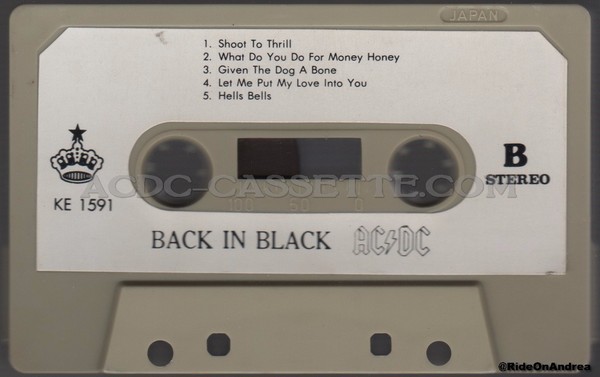 JAPAN
1. Shoot To Thrill
2. What Do You Do For Money Honey
3. Given The Dog A Bone
4. Let Me Put My Love Into You
5. Hells Bells
B
STEREO
ACDC-CASSETTE.COM
KE 1591
100 50 0
BACK IN BLACK AC⚡DC
@RideOnAndrea